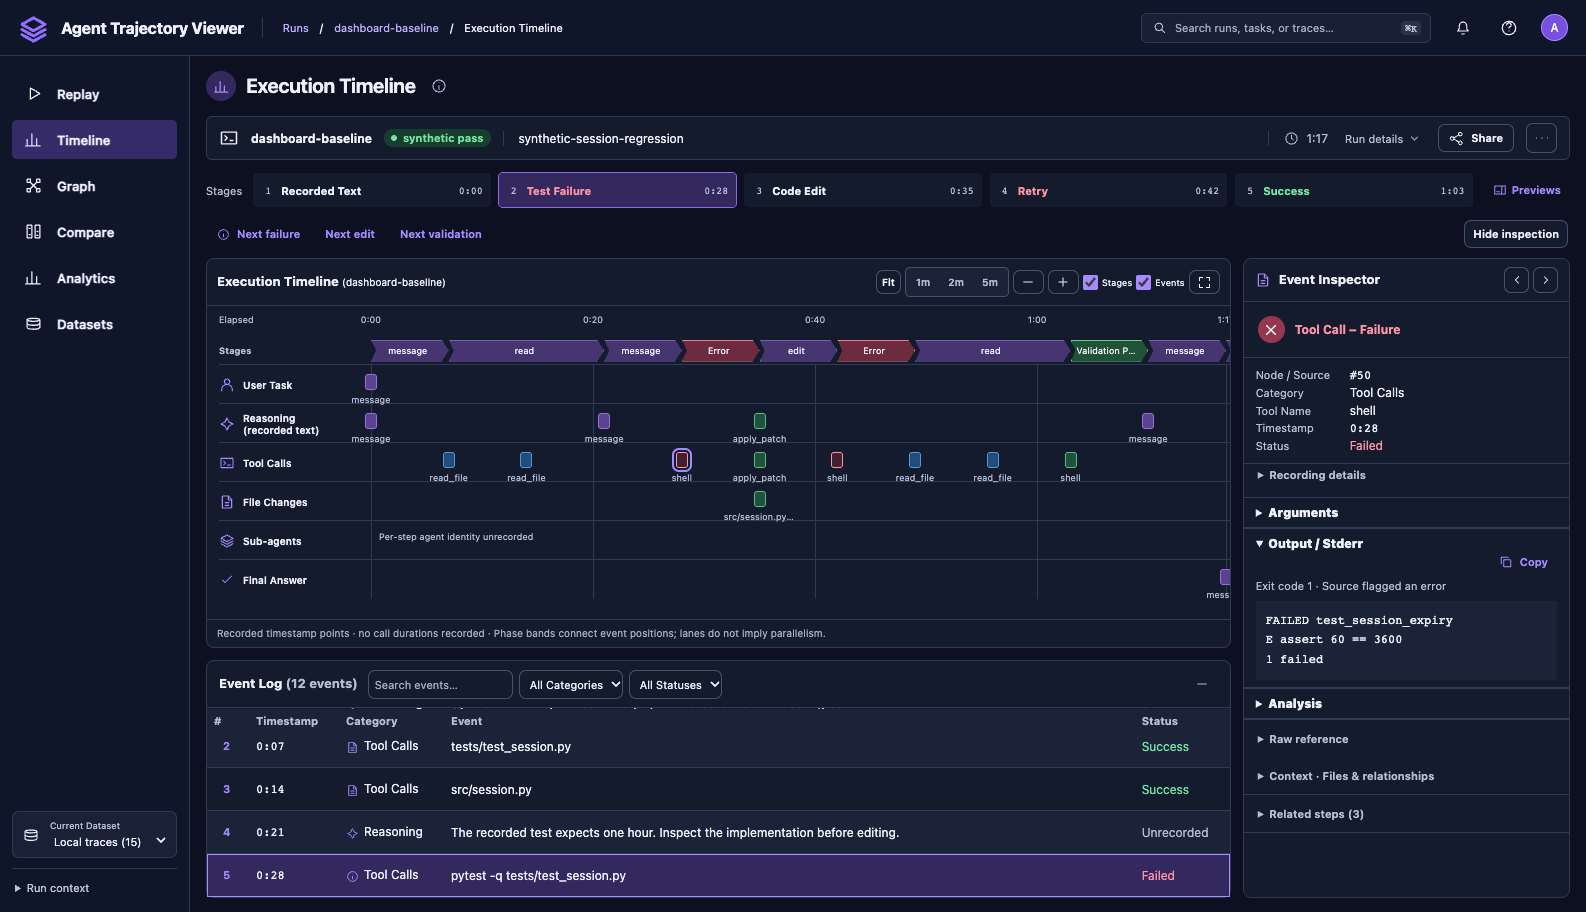 Agent Trajectory Viewer
Runs / dashboard-baseline / Execution Timeline
Search runs, tasks, or traces... ⌘K
A
Replay
Timeline
Graph
Compare
Analytics
Datasets
Current Dataset
Local traces (15)
Run context
Execution Timeline
dashboard-baseline synthetic pass synthetic-session-regression 1:17 Run details Share ...
Stages 1 Recorded Text 0:00 2 Test Failure 0:28 3 Code Edit 0:35 4 Retry 0:42 5 Success 1:03 Previews
Next failure Next edit Next validation
Hide inspection
Execution Timeline (dashboard-baseline) Fit 1m 2m 5m − + Stages Events
Elapsed 0:00 0:20 0:40 1:00
Stages message read message Error edit Error read Validation P... message
User Task
message
Reasoning
(recorded text)
message message apply_patch message
Tool Calls
read_file read_file shell apply_patch shell read_file read_file shell
File Changes
src/session.py...
Sub-agents Per-step agent identity unrecorded
Final Answer
mess
Recorded timestamp points · no call durations recorded · Phase bands connect event positions; lanes do not imply parallelism.
Event Log (12 events) Search events... All Categories All Statuses
# Timestamp Category Event Status
2 0:07 Tool Calls tests/test_session.py Success
3 0:14 Tool Calls src/session.py Success
4 0:21 Reasoning The recorded test expects one hour. Inspect the implementation before editing. Unrecorded
5 0:28 Tool Calls pytest -q tests/test_session.py Failed
Event Inspector
Tool Call – Failure
Node / Source #50
Category Tool Calls
Tool Name shell
Timestamp 0:28
Status Failed
Recording details
Arguments
Output / Stderr
Copy
Exit code 1 · Source flagged an error
FAILED test_session_expiry
E assert 60 == 3600
1 failed
Analysis
Raw reference
Context · Files & relationships
Related steps (3)